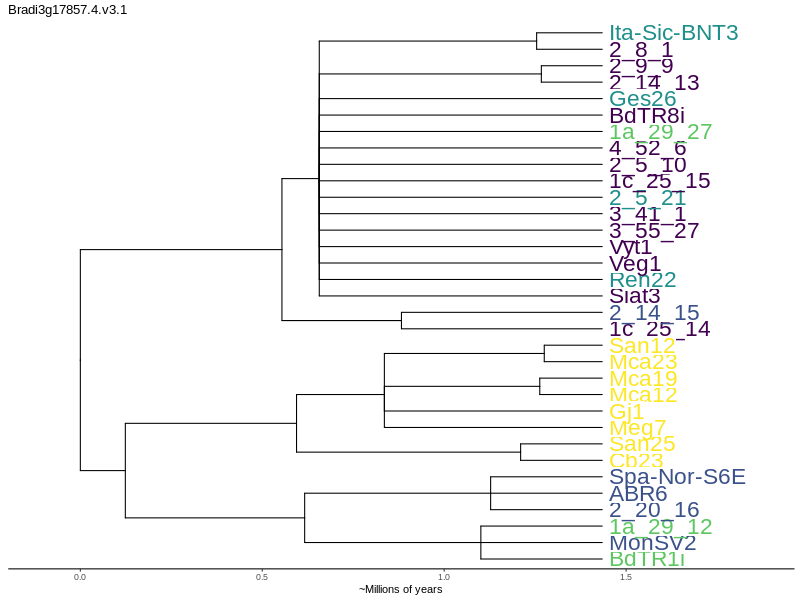 Bradi3g17857.4.v3.1
Ita-Sic-BNT3
2_8_1
2_9_9
2_14_13
Ges26
BdTR8i
1a_29_27
4_52_6
2_5_10
1c_25_15
2_5_21
3_41_1
3_55_27
Vyt1
Veg1
Ren22
Siat3
2_14_15
1c_25_14
San12
Mca23
Mca19
Mca12
Gj1
Meg7
San25
Cb23
Spa-Nor-S6E
ABR6
2_20_16
1a_29_12
MonSV2
BdTR1i
0.0 0.5 1.0 1.5
~Millions of years